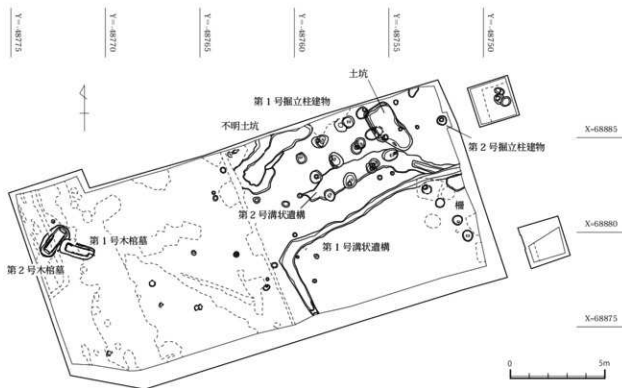 Y=-48775
Y=-48770
Y=-48765
Y=-48760
Y=-48755
Y=-48750
土坑
第1号掘立柱建物
不明土坑
X=68885
第2号掘立柱建物
第2号溝状遺構
柵
X=68880
第1号木棺墓
第1号溝状遺構
第2号木棺墓
X=68875
0
5m